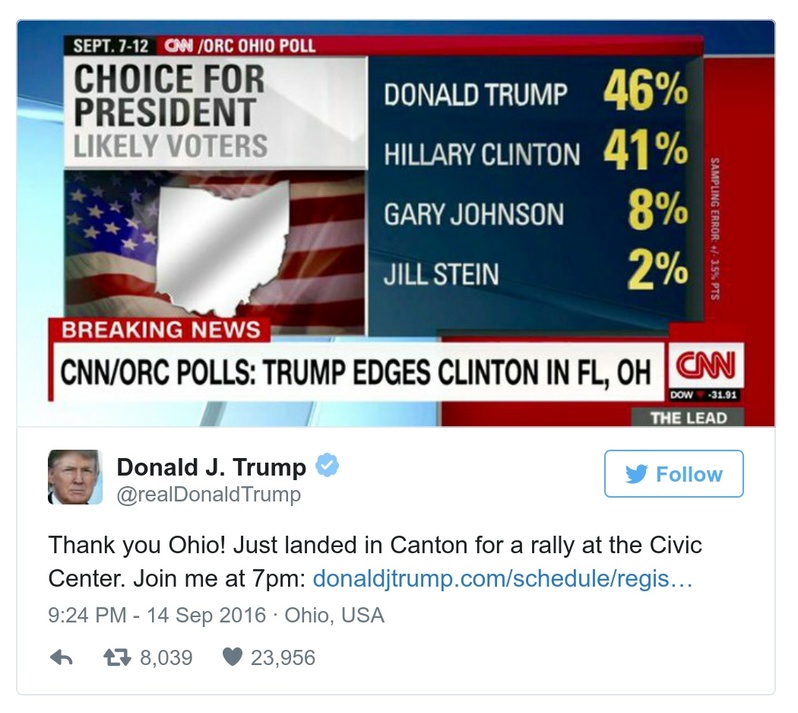 SEPT. 7-12 CNN /ORC OHIO POLL
CHOICE FOR
PRESIDENT
LIKELY VOTERS
DONALD TRUMP 46%
HILLARY CLINTON 41%
GARY JOHNSON 8%
JILL STEIN 2%
SAMPLING ERROR: +/- 3.5% PTS
BREAKING NEWS
CNN/ORC POLLS: TRUMP EDGES CLINTON IN FL, OH
CNN
DOW -31.91
THE LEAD
Donald J. Trump
@realDonaldTrump
Follow
Thank you Ohio! Just landed in Canton for a rally at the Civic
Center. Join me at 7pm: donaldjtrump.com/schedule/regis…
9:24 PM - 14 Sep 2016 · Ohio, USA
8,039 23,956